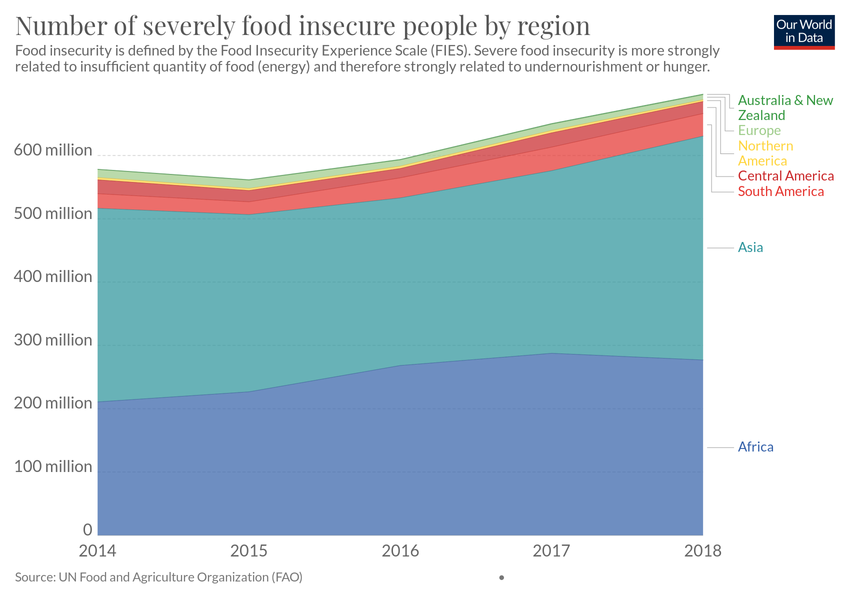 Number of severely food insecure people by region
Our World
in Data
Food insecurity is defined by the Food Insecurity Experience Scale (FIES). Severe food insecurity is more strongly
related to insufficient quantity of food (energy) and therefore strongly related to undernourishment or hunger.
600 million
500 million
400 million
300 million
200 million
100 million
0
2014
2015
2016
2017
2018
Australia & New
Zealand
Europe
Northern
America
Central America
South America
Asia
Africa
Source: UN Food and Agriculture Organization (FAO)
•